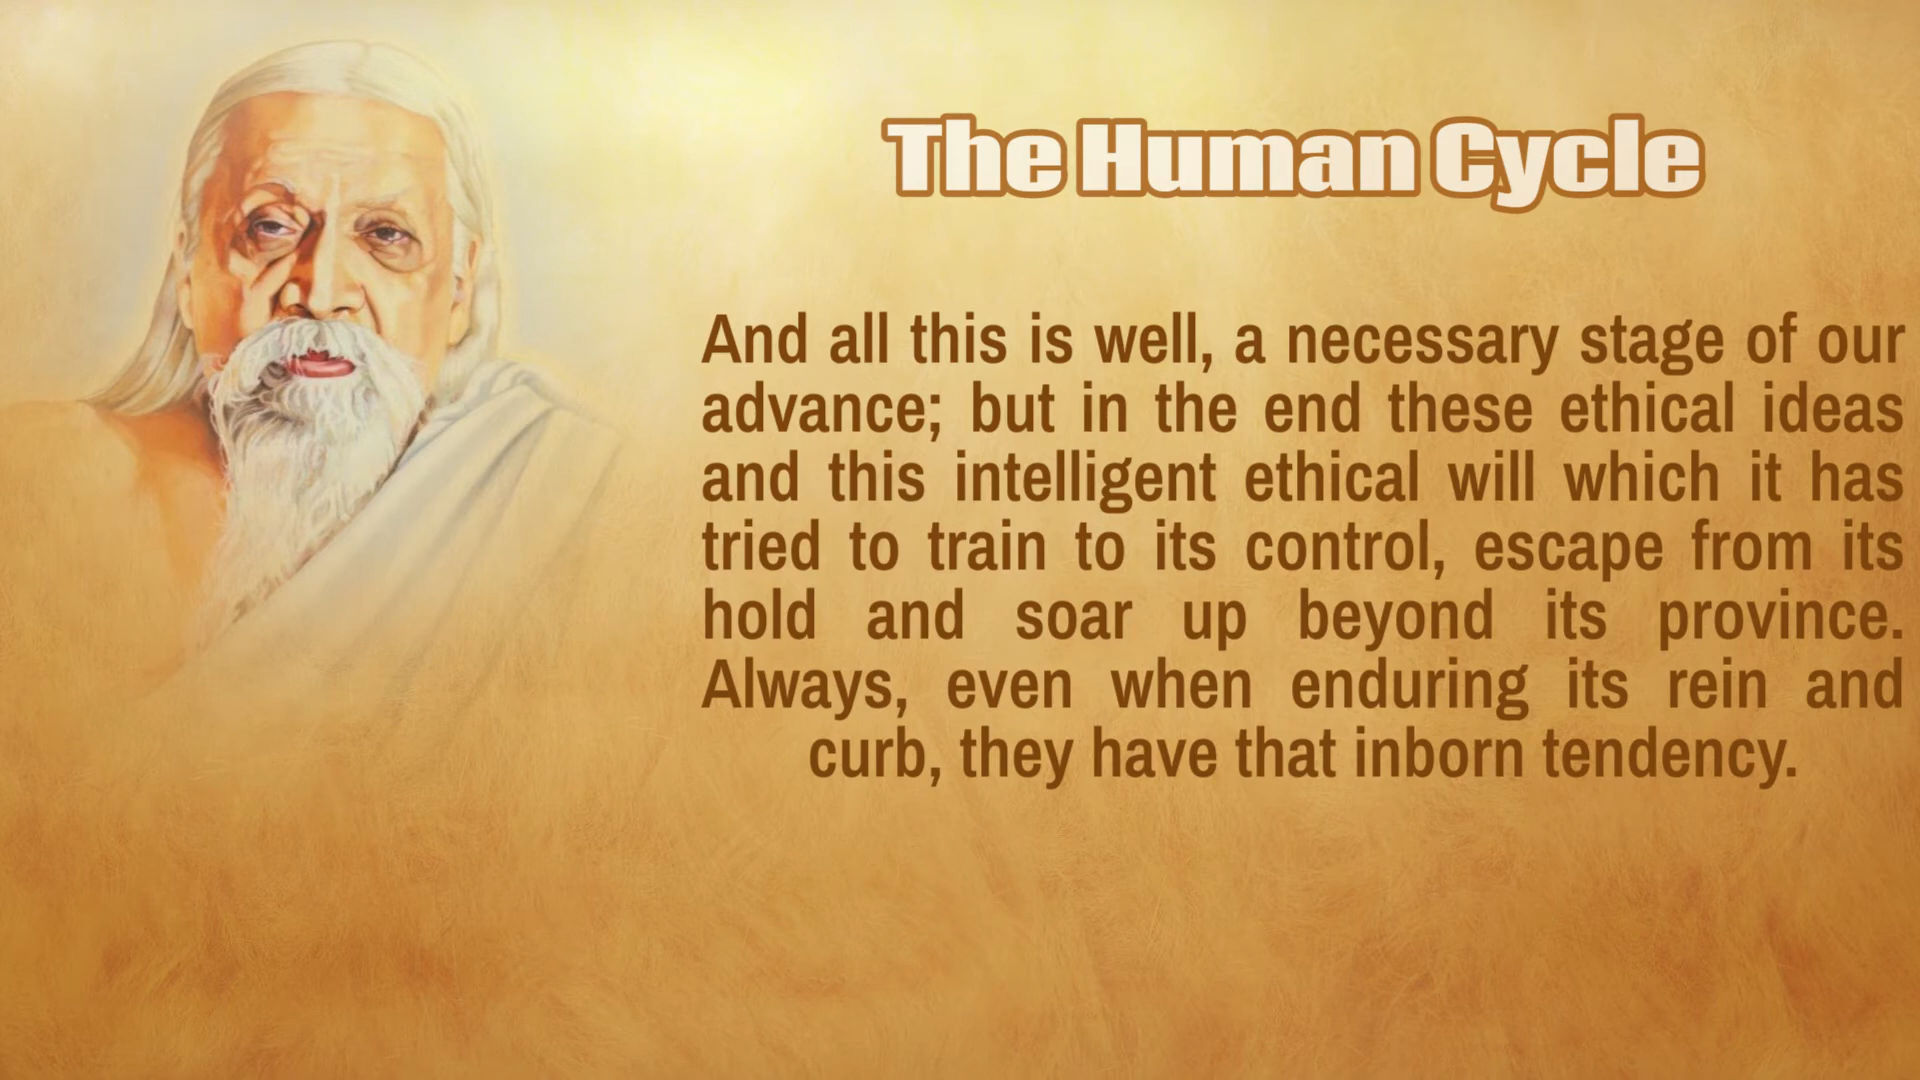 The Human Cycle
And all this is well, a necessary stage of our
advance; but in the end these ethical ideas
and this intelligent ethical will which it has
tried to train to its control, escape from its
hold and soar up beyond its province.
Always, even when enduring its rein and
curb, they have that inborn tendency.